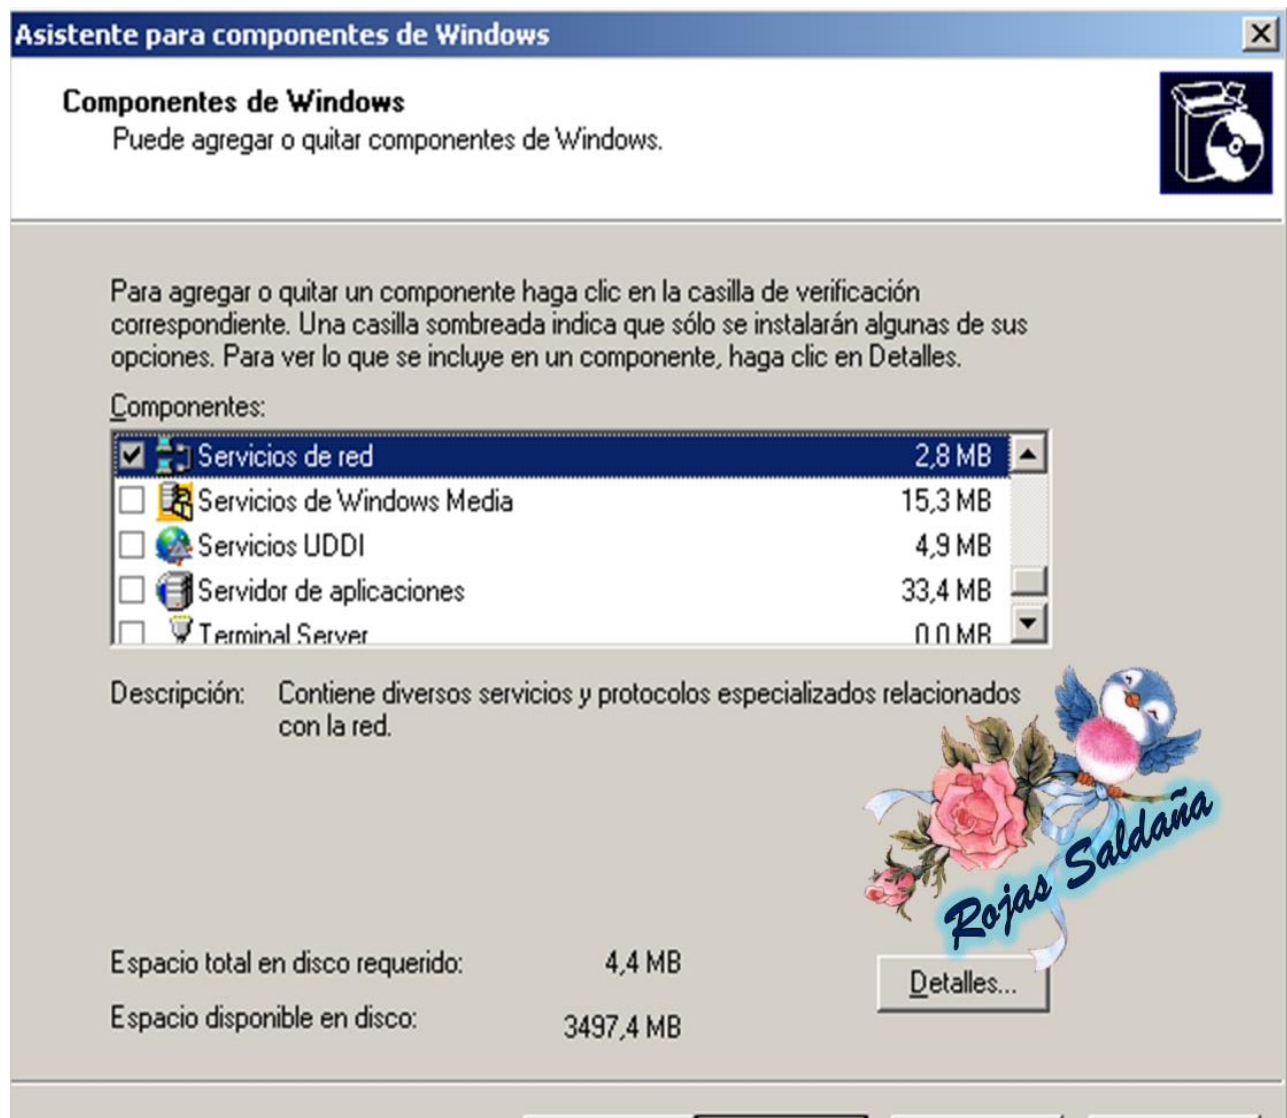 Asistente para componentes de Windows
Componentes de Windows
Puede agregar o quitar componentes de Windows.
Para agregar o quitar un componente haga clic en la casilla de verificación
correspondiente. Una casilla sombreada indica que sólo se instalarán algunas de sus
opciones. Para ver lo que se incluye en un componente, haga clic en Detalles.
Componentes:
Servicios de red 2,8 MB
Servicios de Windows Media 15,3 MB
Servicios UDDI 4,9 MB
Servidor de aplicaciones 33,4 MB
Terminal Server 0,0 MB
Descripción: Contiene diversos servicios y protocolos especializados relacionados
con la red.
Rojas Saldaña
Espacio total en disco requerido: 4,4 MB
Detalles...
Espacio disponible en disco: 3497,4 MB